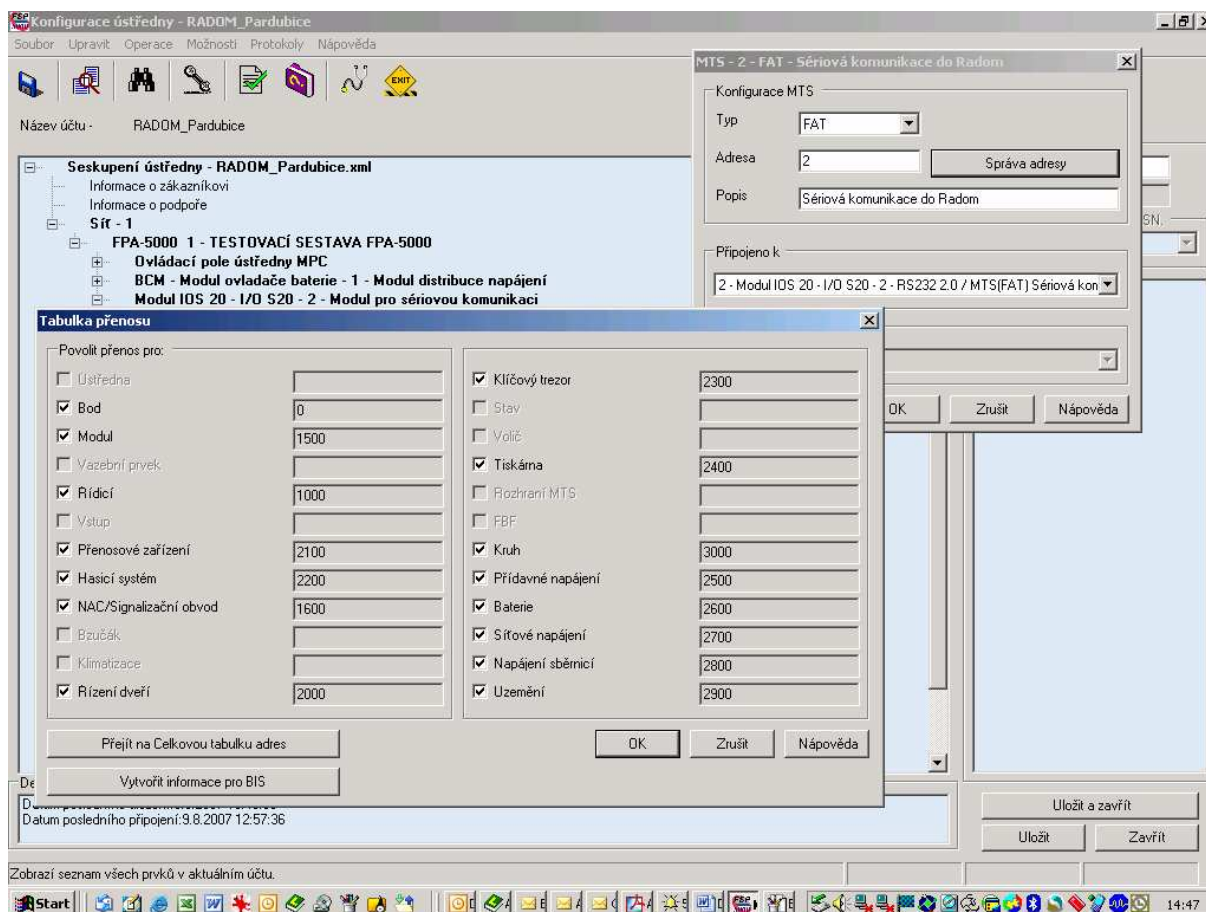 Konfigurace ústředny - RADOM_Pardubice
Soubor Upravit Operace Možnosti Protokoly Nápověda
EXIT
Název účtu - RADOM_Pardubice
Seskupení ústředny - RADOM_Pardubice.xml
Informace o zákazníkovi
Informace o podpoře
Síť - 1
FPA-5000 1 - TESTOVACÍ SESTAVA FPA-5000
Ovládací pole ústředny MPC
BCM - Modul ovladače baterie - 1 - Modul distribuce napájení
Modul IOS 20 - I/O S20 - 2 - Modul pro sériovou komunikaci
MTS - 2 - FAT - Sériová komunikace do Radom
Konfigurace MTS
Typ FAT
Adresa 2 Správa adresy
Popis Sériová komunikace do Radom
SN.
Připojeno k
2 - Modul IOS 20 - I/O S20 - 2 - RS232 2.0 / MTS(FAT) Sériová kon
OK Zrušit Nápověda
Tabulka přenosu
Povolit přenos pro:
Ústředna
Bod 0
Modul 1500
Vazební prvek
Řídicí 1000
Vstup
Přenosové zařízení 2100
Hasicí systém 2200
NAC/Signalizační obvod 1600
Bzučák
Klimatizace
Řízení dveří 2000
Klíčový trezor 2300
Stav
Volič
Tiskárna 2400
Rozhraní MTS
FBF
Kruh 3000
Přídavné napájení 2500
Baterie 2600
Síťové napájení 2700
Napájení sběrnicí 2800
Uzemění 2900
Přejít na Celkovou tabulku adres
OK Zrušit Nápověda
Vytvořit informace pro BIS
De
Datum posledního připojení:9.8.2007 12:57:36
Uložit a zavřít
Uložit Zavřít
Zobrazí seznam všech prvků v aktuálním účtu.
Start
14:47